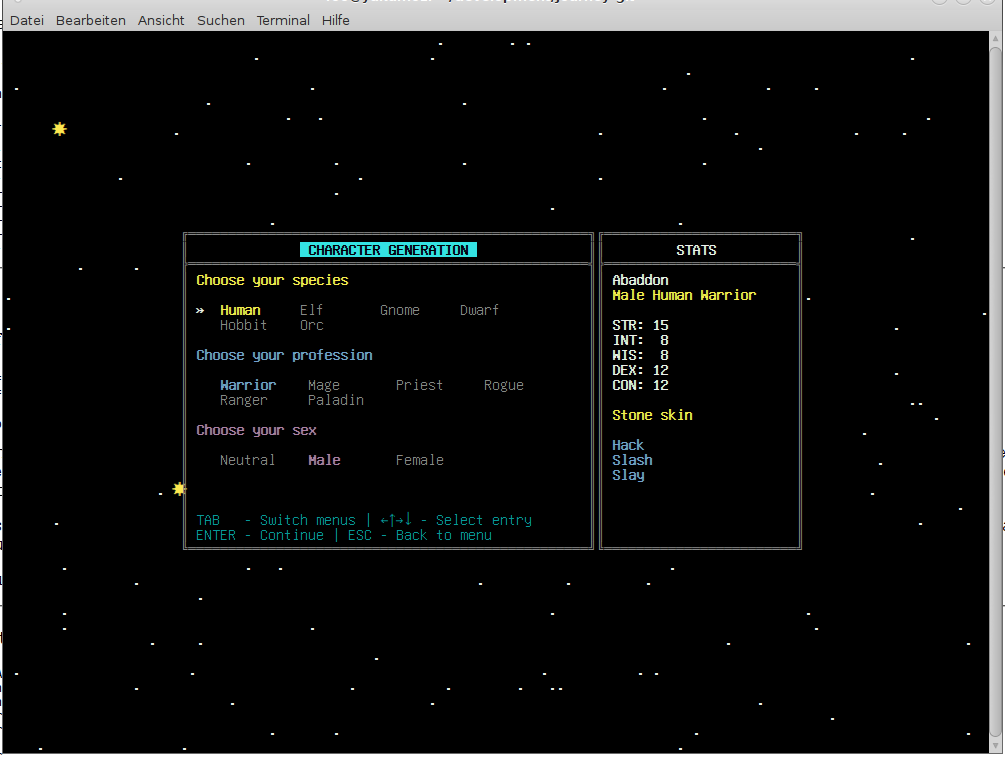 Datei Bearbeiten Ansicht Suchen Terminal Hilfe
CHARACTER GENERATION
Choose your species
» Human Elf Gnome Dwarf
Hobbit Orc
Choose your profession
Warrior Mage Priest Rogue
Ranger Paladin
Choose your sex
Neutral Male Female
TAB - Switch menus | ←↑→↓ - Select entry
ENTER - Continue | ESC - Back to menu
STATS
Abaddon
Male Human Warrior
STR: 15
INT: 8
WIS: 8
DEX: 12
CON: 12
Stone skin
Hack
Slash
Slay